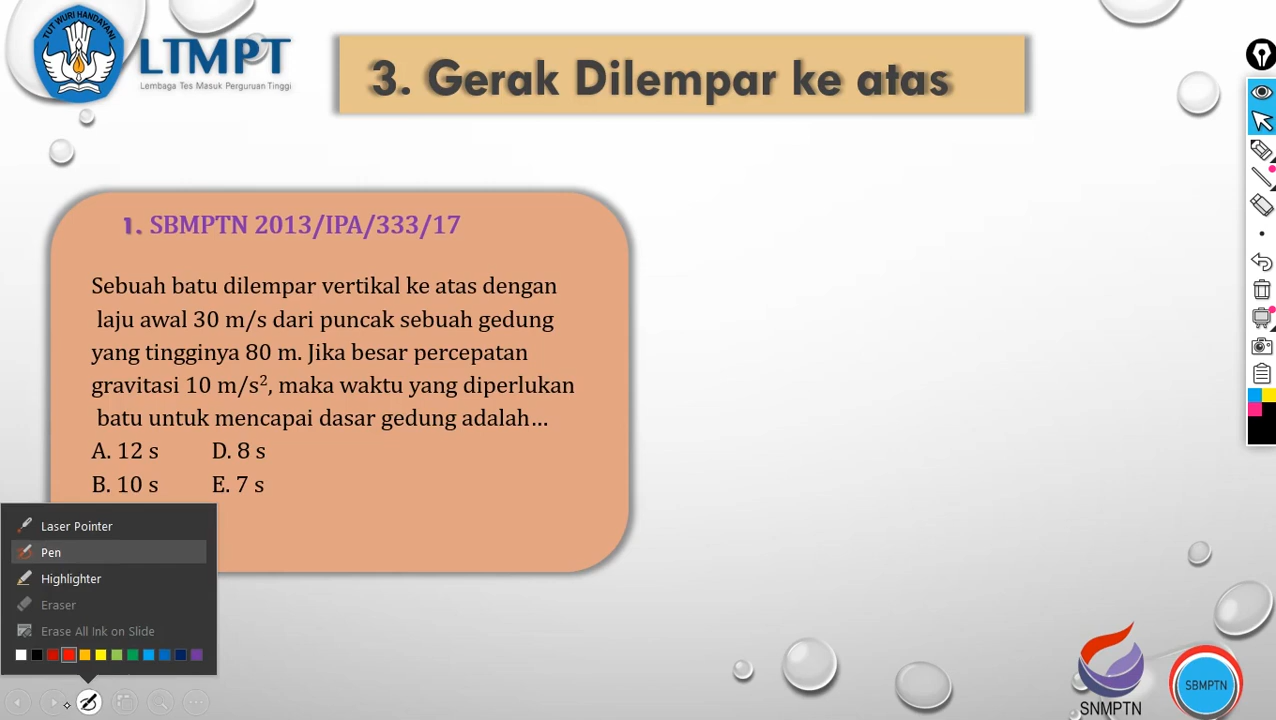 TUT WURI HANDAYANI
LTMPT
Lembaga Tes Masuk Perguruan Tinggi
3. Gerak Dilempar ke atas
1. SBMPTN 2013/IPA/333/17
Sebuah batu dilempar vertikal ke atas dengan
laju awal 30 m/s dari puncak sebuah gedung
yang tingginya 80 m. Jika besar percepatan
gravitasi 10 m/s², maka waktu yang diperlukan
batu untuk mencapai dasar gedung adalah…
A. 12 s D. 8 s
B. 10 s E. 7 s
Laser Pointer
Pen
Highlighter
Eraser
Erase All Ink on Slide
SNMPTN
SBMPTN